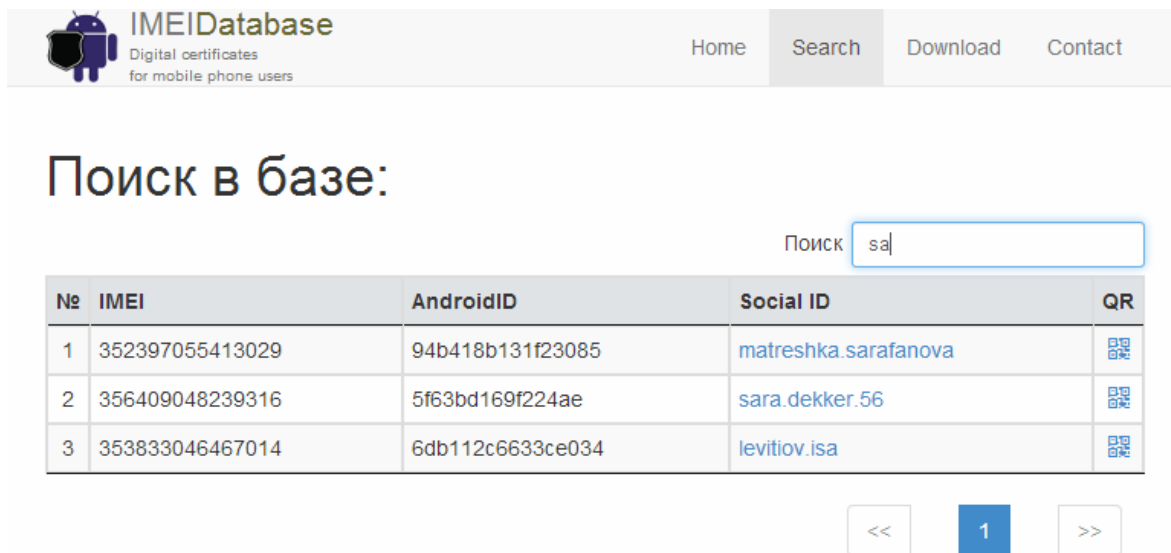 IMEIDatabase
Digital certificates
for mobile phone users
Home Search Download Contact
Поиск в базе:
Поиск sa
№ IMEI AndroidID Social ID QR
1 352397055413029 94b418b131f23085 matreshka.sarafanova
2 356409048239316 5f63bd169f224ae sara.dekker.56
3 353833046467014 6db112c6633ce034 levitiov.isa
<< 1 >>